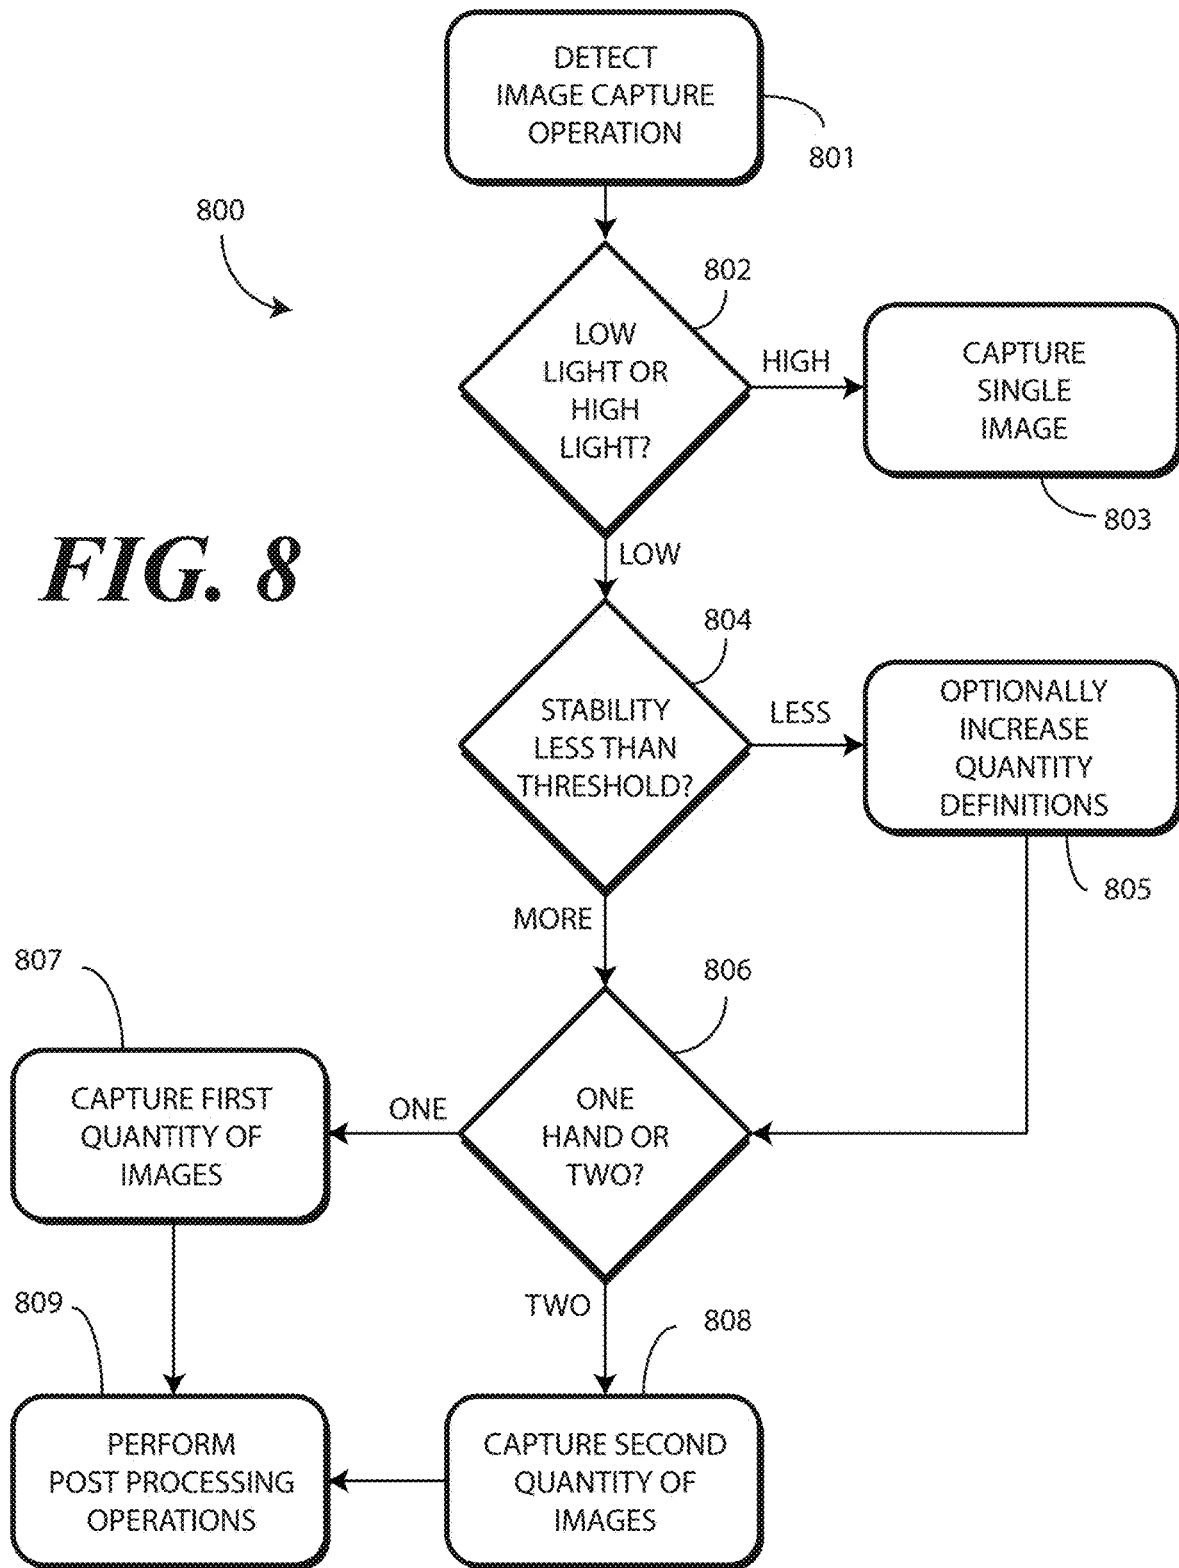 DETECT
IMAGE CAPTURE
OPERATION
801
800
802
LOW
LIGHT OR
HIGH
LIGHT?
HIGH
CAPTURE
SINGLE
IMAGE
803
FIG. 8
LOW
804
STABILITY
LESS THAN
THRESHOLD?
LESS
OPTIONALLY
INCREASE
QUANTITY
DEFINITIONS
805
MORE
806
807
ONE
HAND OR
TWO?
ONE
CAPTURE FIRST
QUANTITY OF
IMAGES
TWO
808
809
CAPTURE SECOND
QUANTITY OF
IMAGES
PERFORM
POST PROCESSING
OPERATIONS